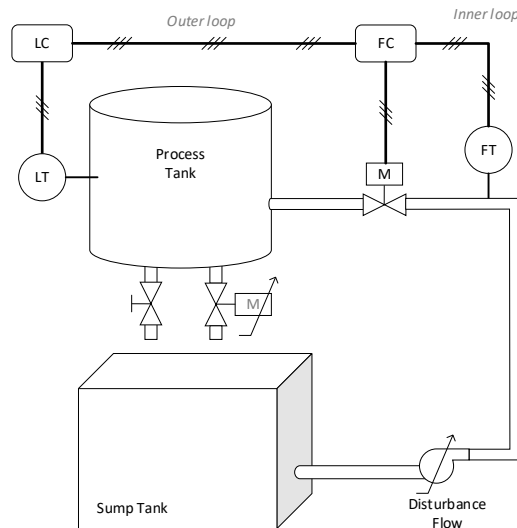 Outer loop
Inner loop
LC
FC
Process
Tank
FT
LT
M
M
Sump Tank
Disturbance
Flow